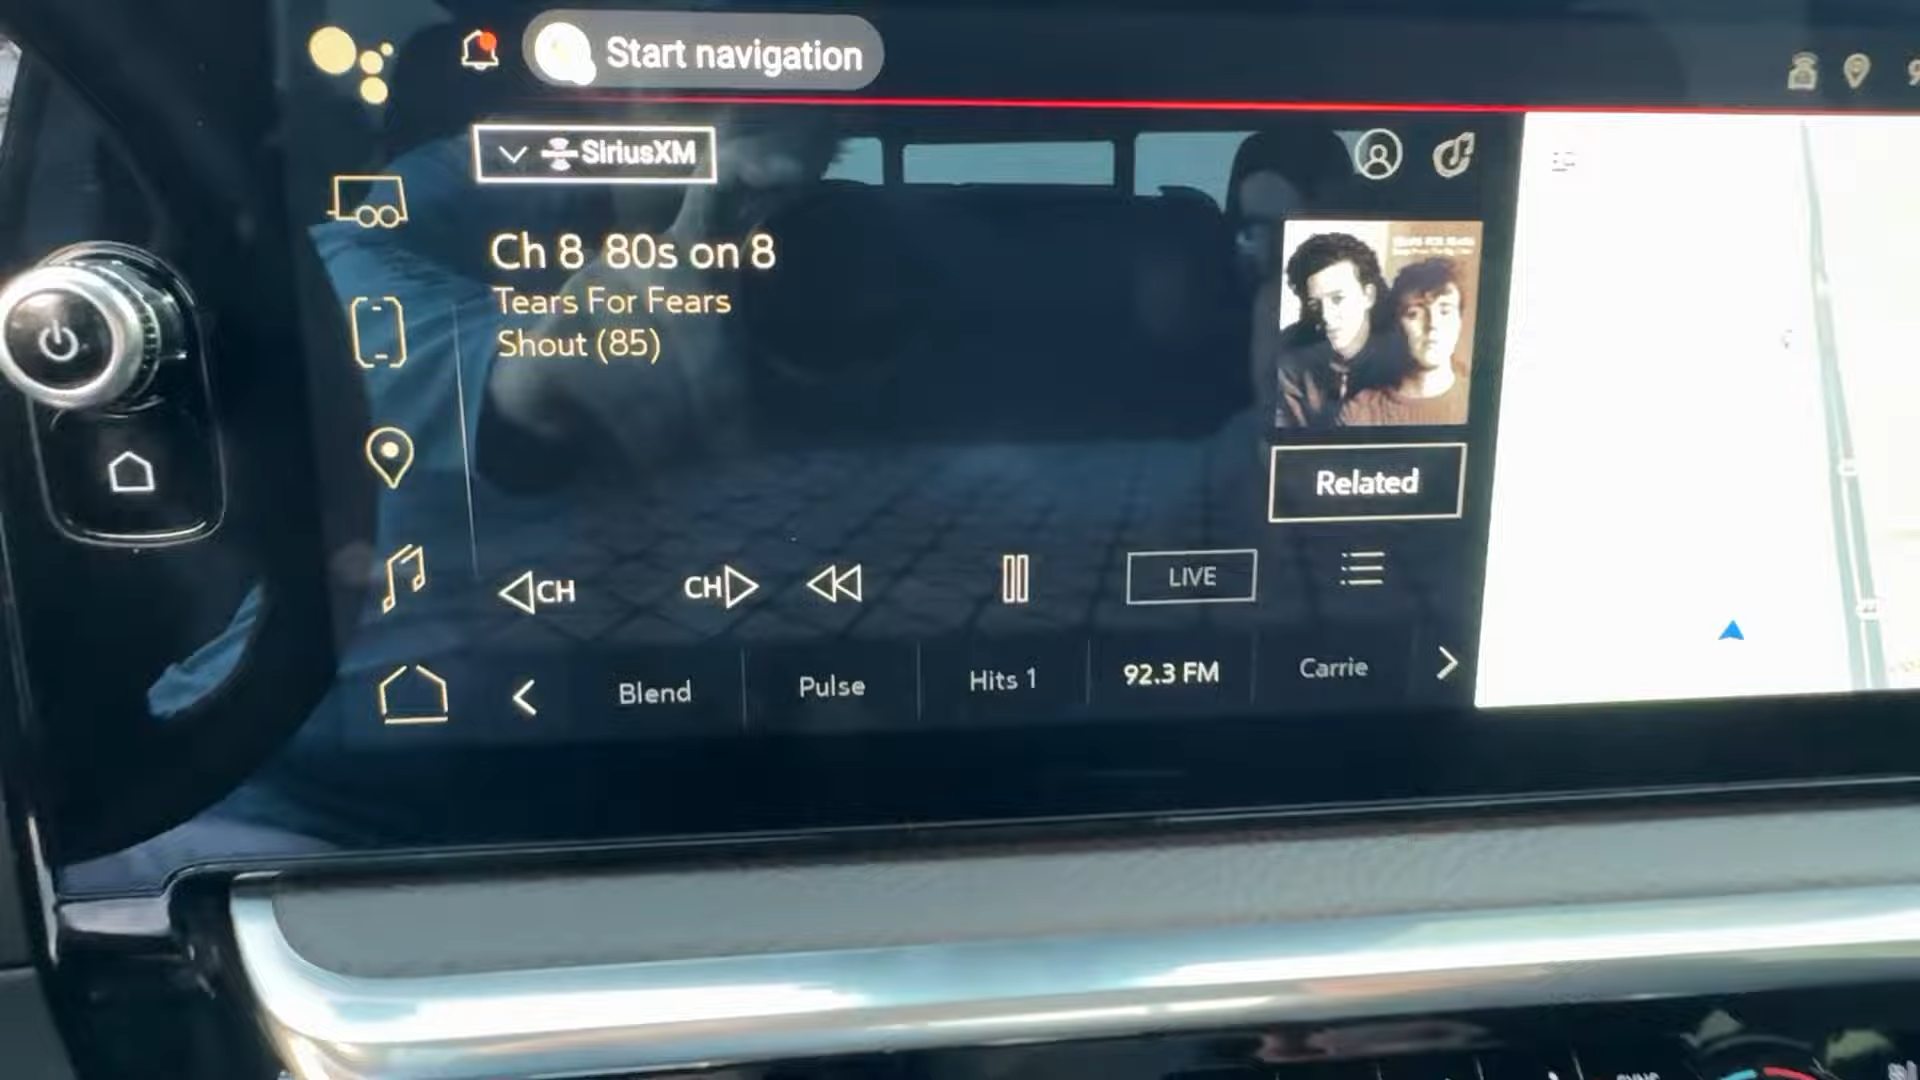 Start navigation
SiriusXM
Ch 8 80s on 8
Tears For Fears
Shout (85)
Related
CH
CH
LIVE
Blend
Pulse
Hits 1
92.3 FM
Carrie
SYNC